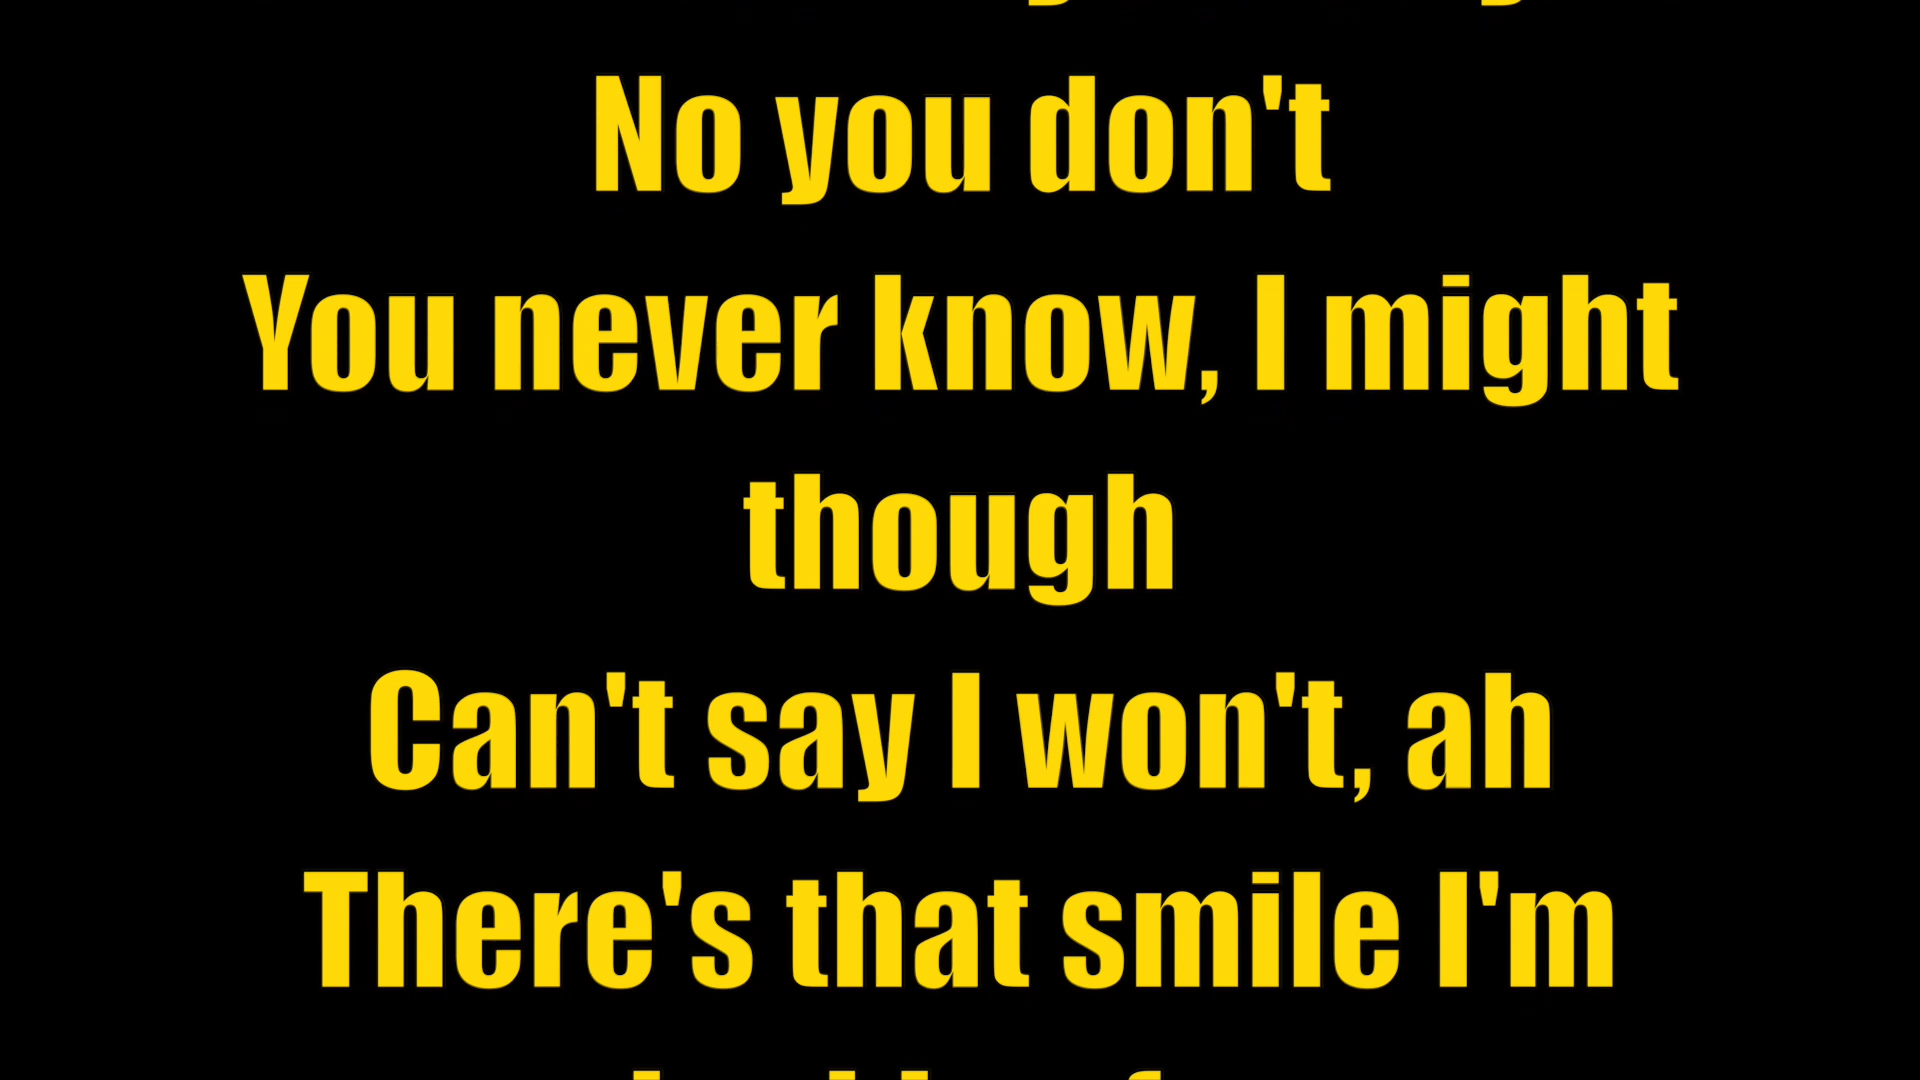 No you don't
You never know, I might
though
Can't say I won't, ah
There's that smile I'm